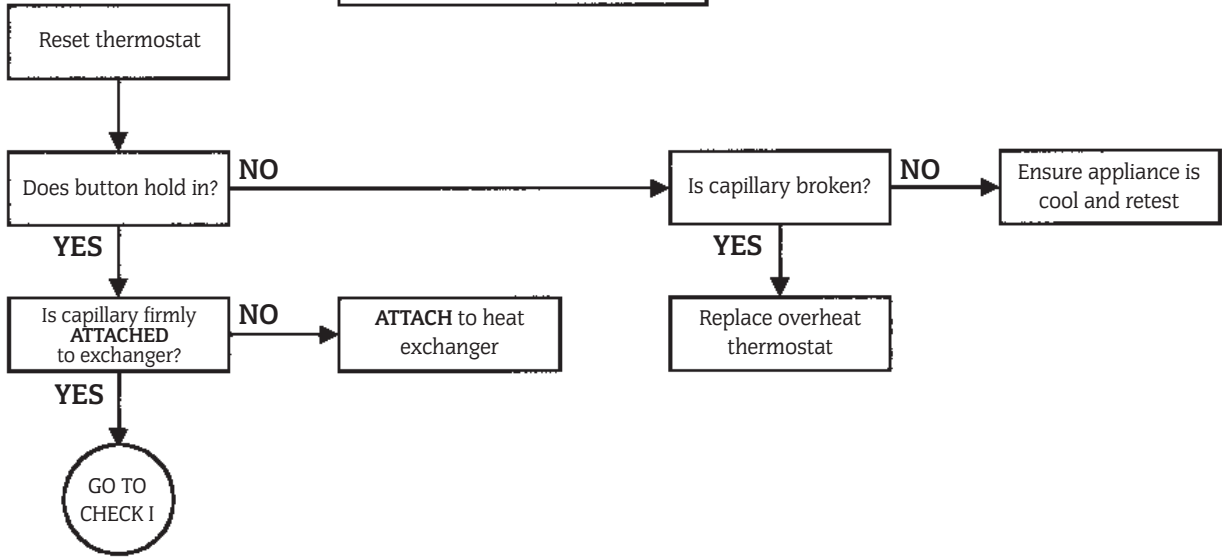 Reset thermostat
Does button hold in?
NO
Is capillary broken?
NO
Ensure appliance is
cool and retest
YES
YES
Is capillary firmly
ATTACHED
to exchanger?
NO
ATTACH to heat
exchanger
Replace overheat
thermostat
YES
GO TO
CHECK I